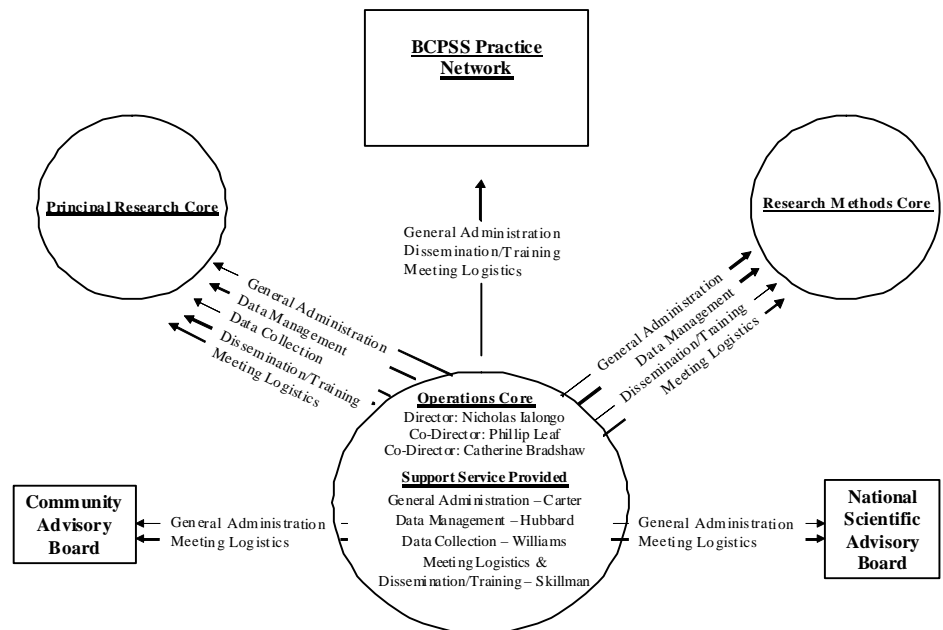 BCPSS Practice
Network
Principal Research Core
Research Methods Core
General Administration
Dissemination/Training
Meeting Logistics
General Administration
Data Management
Data Collection
Dissemination/Training
Meeting Logistics
General Administration
Data Management
Dissemination/Training
Meeting Logistics
Operations Core
Director: Nicholas Ialongo
Co-Director: Phillip Leaf
Co-Director: Catherine Bradshaw
Support Service Provided
General Administration – Carter
Data Management – Hubbard
Data Collection – Williams
Meeting Logistics &
Dissemination/Training – Skillman
Community
Advisory
Board
General Administration
Meeting Logistics
General Administration
Meeting Logistics
National
Scientific
Advisory
Board